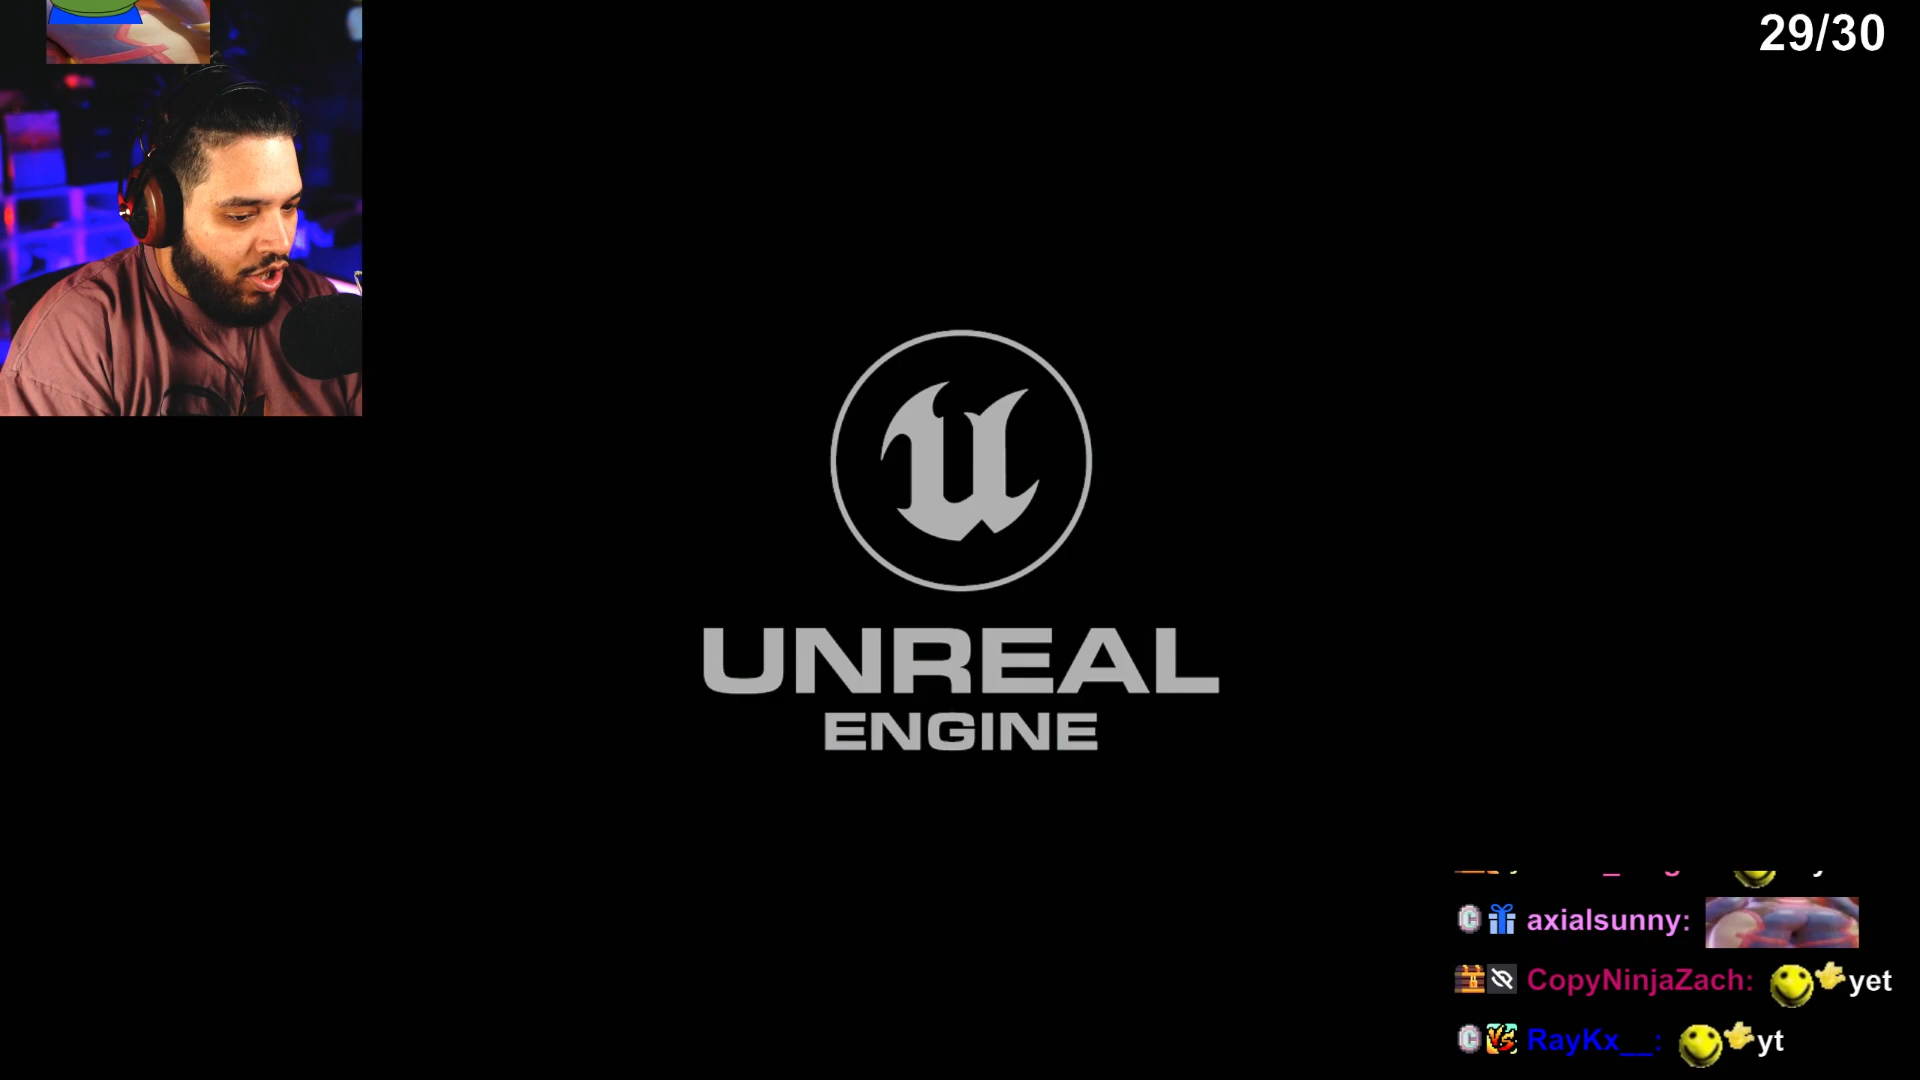 29/30
u
UNREAL
ENGINE
axialsunny:
CopyNinjaZach: yet
RayKx__: yt